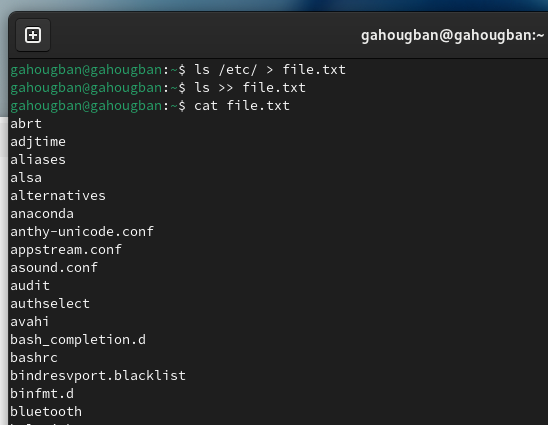 gahougban@gahougban:~
gahougban@gahougban:~$ ls /etc/ > file.txt
gahougban@gahougban:~$ ls >> file.txt
gahougban@gahougban:~$ cat file.txt
abrt
adjtime
aliases
alsa
alternatives
anaconda
anthy-unicode.conf
appstream.conf
asound.conf
audit
authselect
avahi
bash_completion.d
bashrc
bindresvport.blacklist
binfmt.d
bluetooth